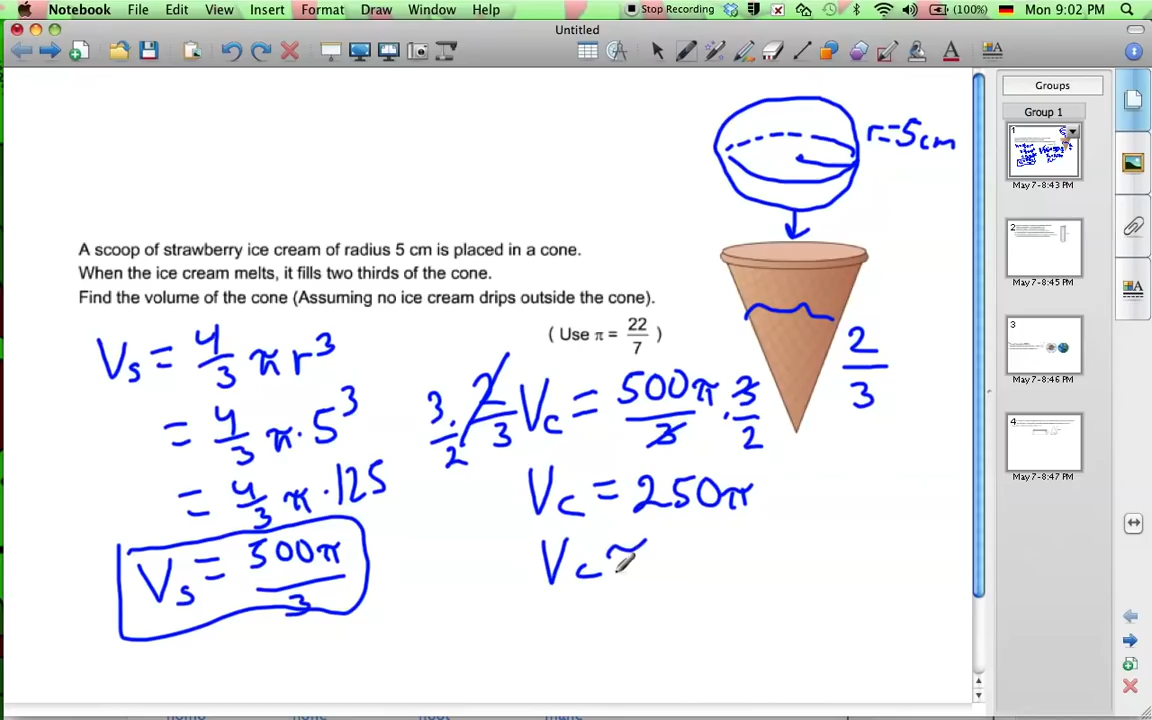 Notebook File Edit View Insert Format Draw Window Help Stop Recording (100%) Mon 9:02 PM
Untitled
Groups
Group 1
1
May 7-8:43 PM
2
May 7-8:45 PM
3
May 7-8:46 PM
4
May 7-8:47 PM
r=5cm
A scoop of strawberry ice cream of radius 5 cm is placed in a cone.
When the ice cream melts, it fills two thirds of the cone.
Find the volume of the cone (Assuming no ice cream drips outside the cone).
( Use π = 22/7 )
2/3
Vs = 4/3 π r³
= 4/3 π · 5³
= 4/3 π · 125
Vs = 500π/3
3/2 · 2/3 Vc = 500π/3 · 3/2
Vc = 250π
Vc ≈